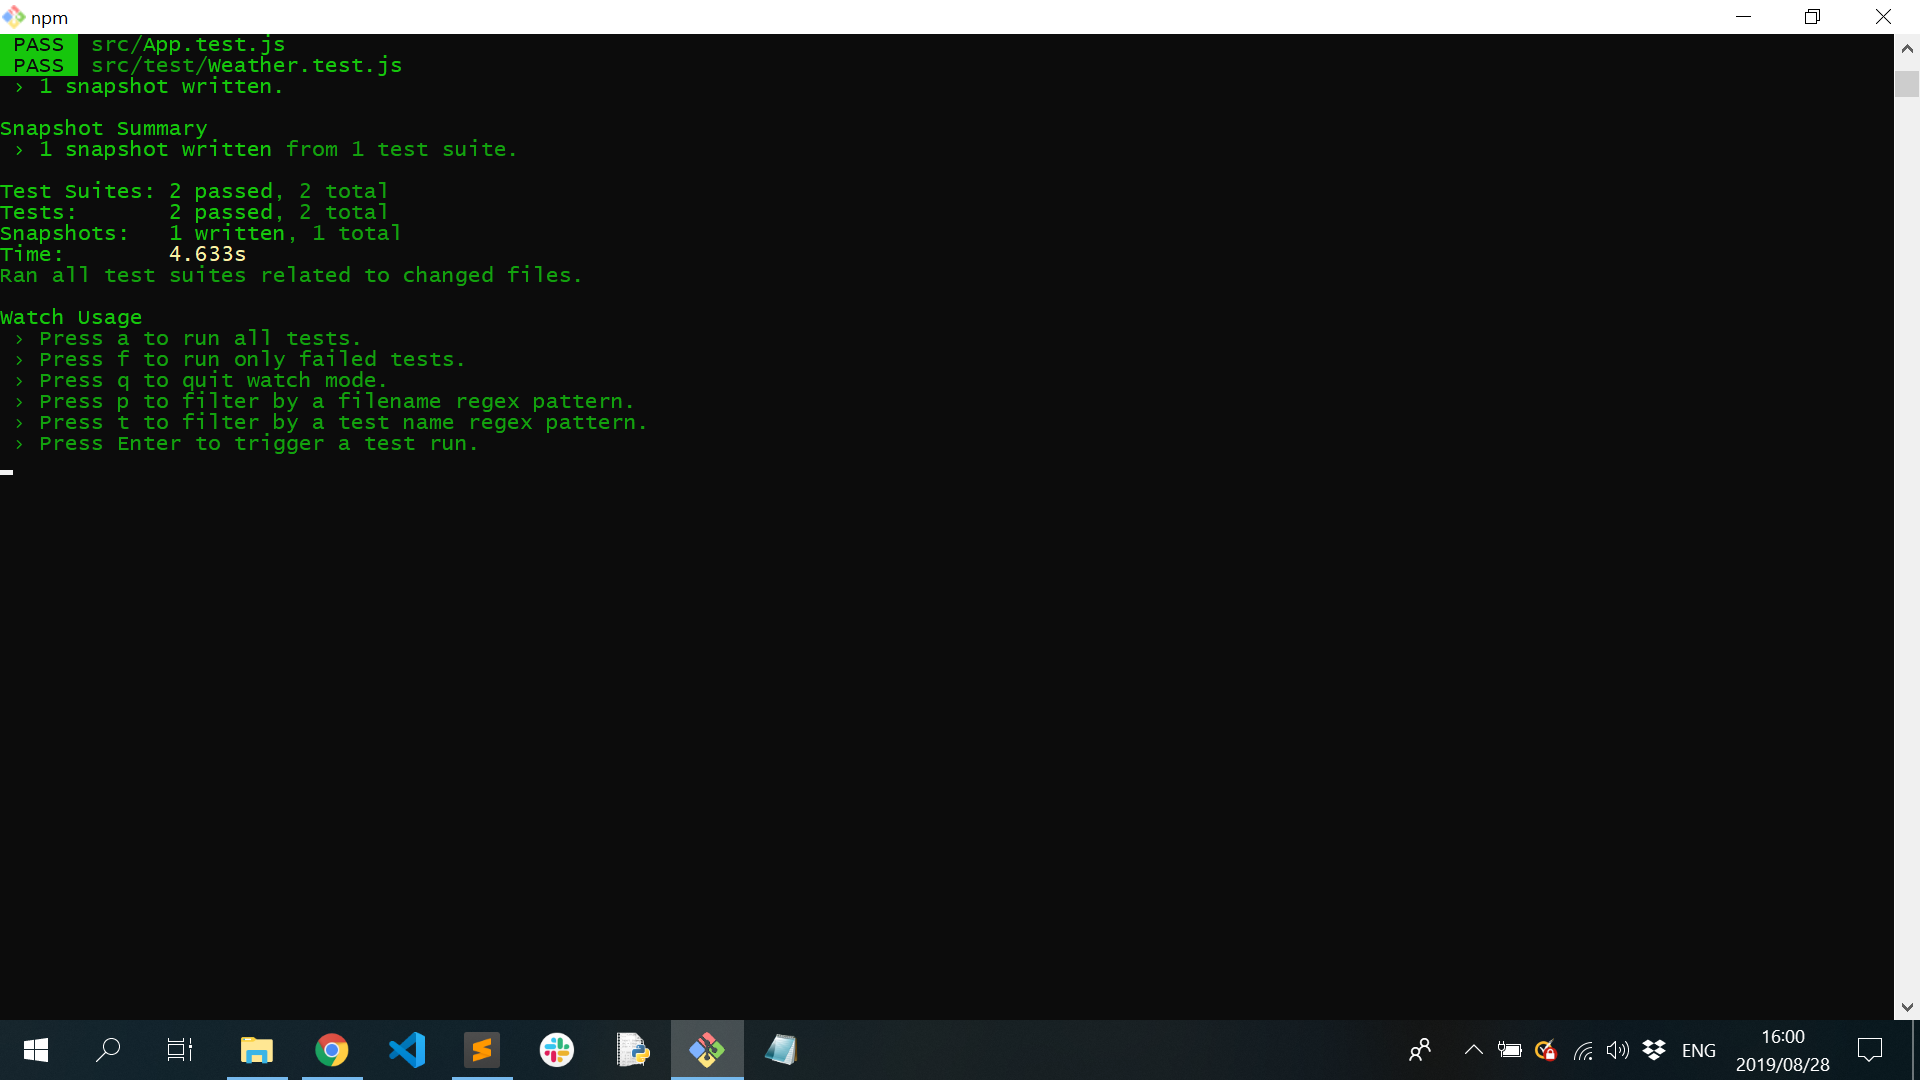 npm
PASS src/App.test.js
PASS src/test/Weather.test.js
› 1 snapshot written.
Snapshot Summary
› 1 snapshot written from 1 test suite.
Test Suites: 2 passed, 2 total
Tests: 2 passed, 2 total
Snapshots: 1 written, 1 total
Time: 4.633s
Ran all test suites related to changed files.
Watch Usage
› Press a to run all tests.
› Press f to run only failed tests.
› Press q to quit watch mode.
› Press p to filter by a filename regex pattern.
› Press t to filter by a test name regex pattern.
› Press Enter to trigger a test run.
ENG
16:00
2019/08/28